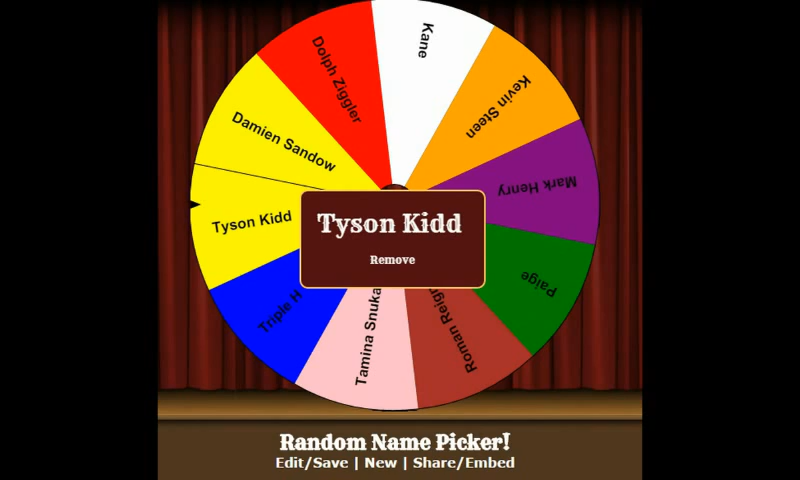 Kane
Dolph Ziggler
Kevin Steen
Damien Sandow
Mark Henry
Tyson Kidd
Tyson Kidd
Remove
Paige
Triple H
Tamina Snuka
Roman Reign
Random Name Picker!
Edit/Save | New | Share/Embed